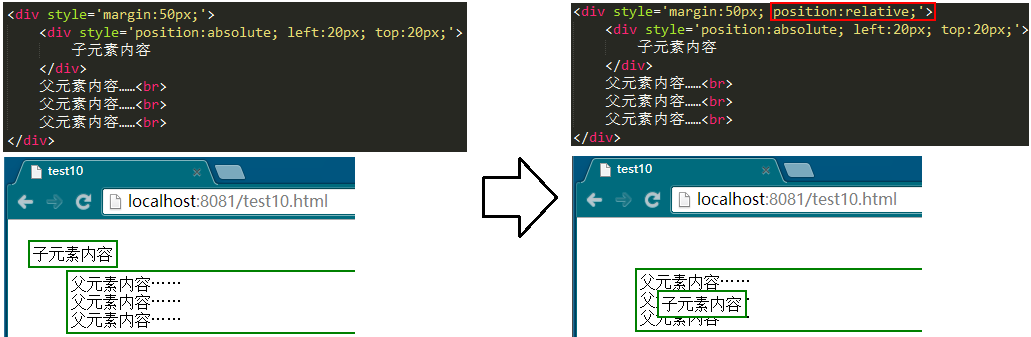 <div style='margin:50px;'>
<div style='position:absolute; left:20px; top:20px;'>
子元素内容
</div>
父元素内容……<br>
父元素内容……<br>
父元素内容……<br>
</div>
test10
localhost:8081/test10.html
子元素内容
父元素内容……
父元素内容……
父元素内容……
<div style='margin:50px; position:relative;'>
<div style='position:absolute; left:20px; top:20px;'>
子元素内容
</div>
父元素内容……<br>
父元素内容……<br>
父元素内容……<br>
</div>
test10
localhost:8081/test10.html
父元素内容……
子元素内容
父元素内容……